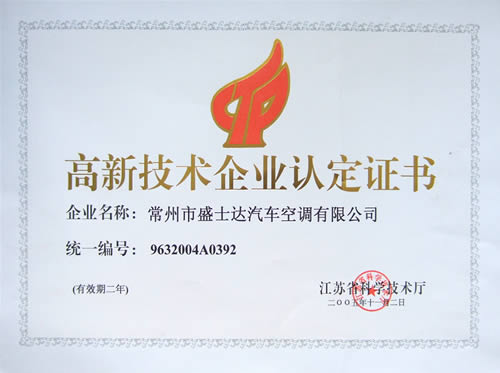 高新技术企业认定证书
企业名称：常州市盛士达汽车空调有限公司
统一编号：9632004A0392
(有效期二年)
江苏省科学技术厅
二〇〇五年十一月二日